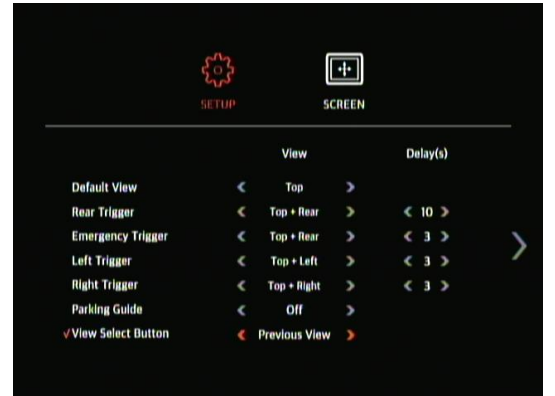 SETUP SCREEN
View Delay(s)
Default View Top
Rear Trigger Top + Rear 10
Emergency Trigger Top + Rear 3
Left Trigger Top + Left 3
Right Trigger Top + Right 3
Parking Guide Off
✓View Select Button Previous View